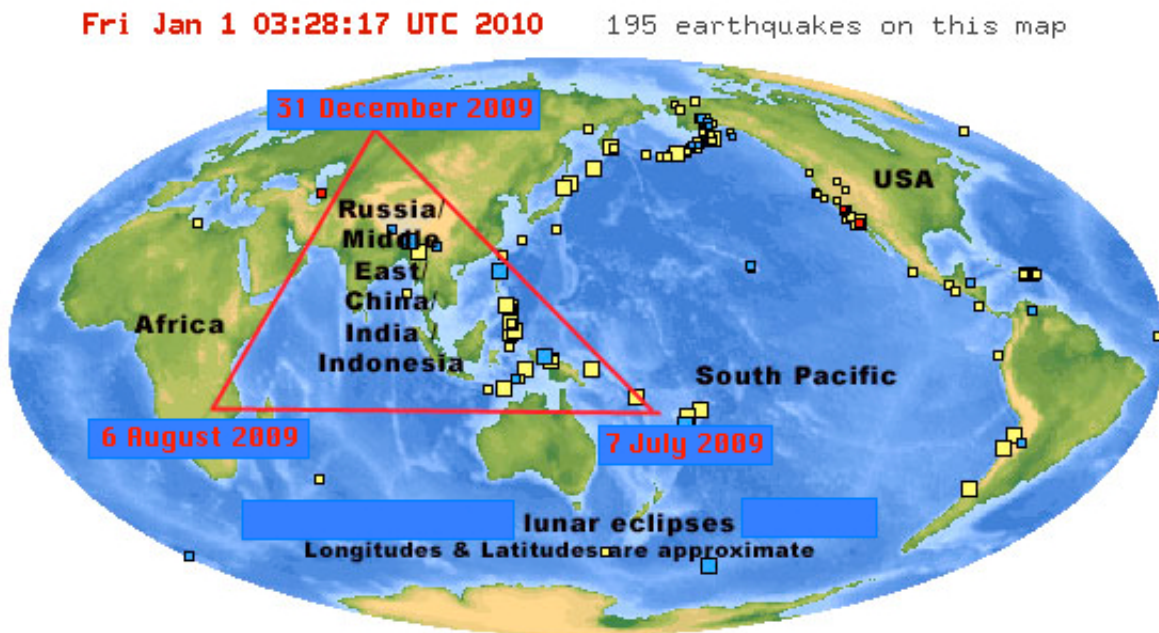 Fri Jan 1 03:28:17 UTC 2010 195 earthquakes on this map
31 December 2009
USA
Russia/
Middle
East/
China/
India /
Indonesia
Africa
South Pacific
6 August 2009
7 July 2009
lunar eclipses
Longitudes & Latitudes are approximate